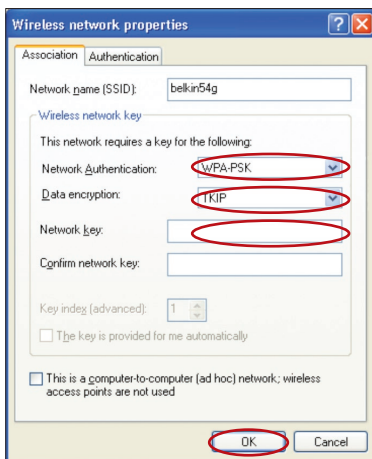 Wireless network properties
Association Authentication
Network name (SSID): belkin54g
Wireless network key
This network requires a key for the following:
Network Authentication: WPA-PSK
Data encryption: TKIP
Network key:
Confirm network key:
Key index (advanced): 1
The key is provided for me automatically
This is a computer-to-computer (ad hoc) network; wireless
access points are not used
OK Cancel